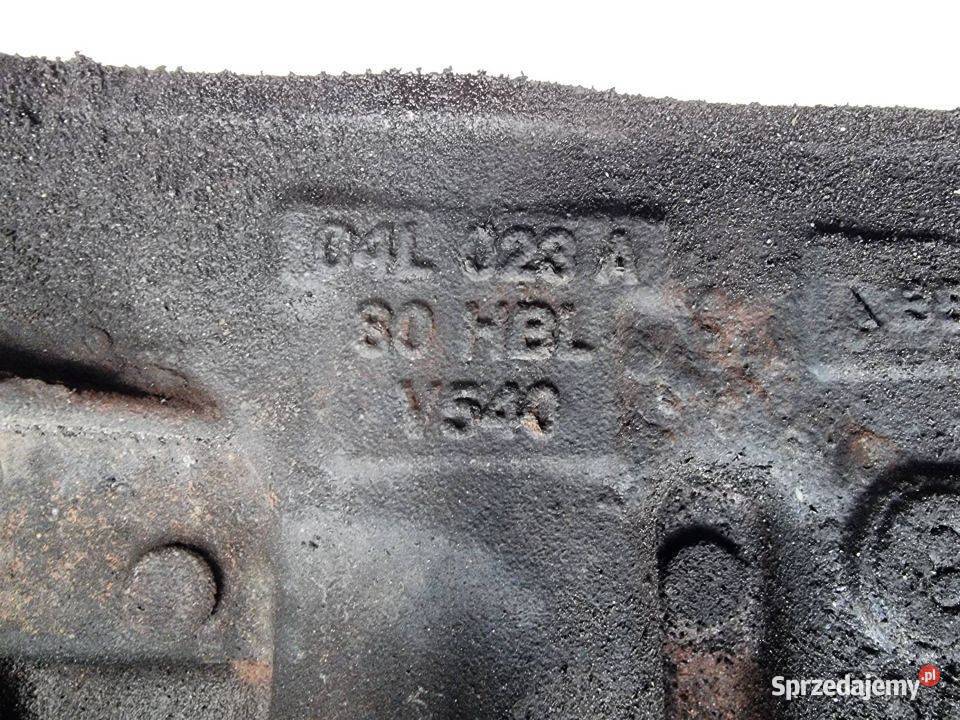 04L 023 A
80 HBL
V540
Sprzedajemy.pl